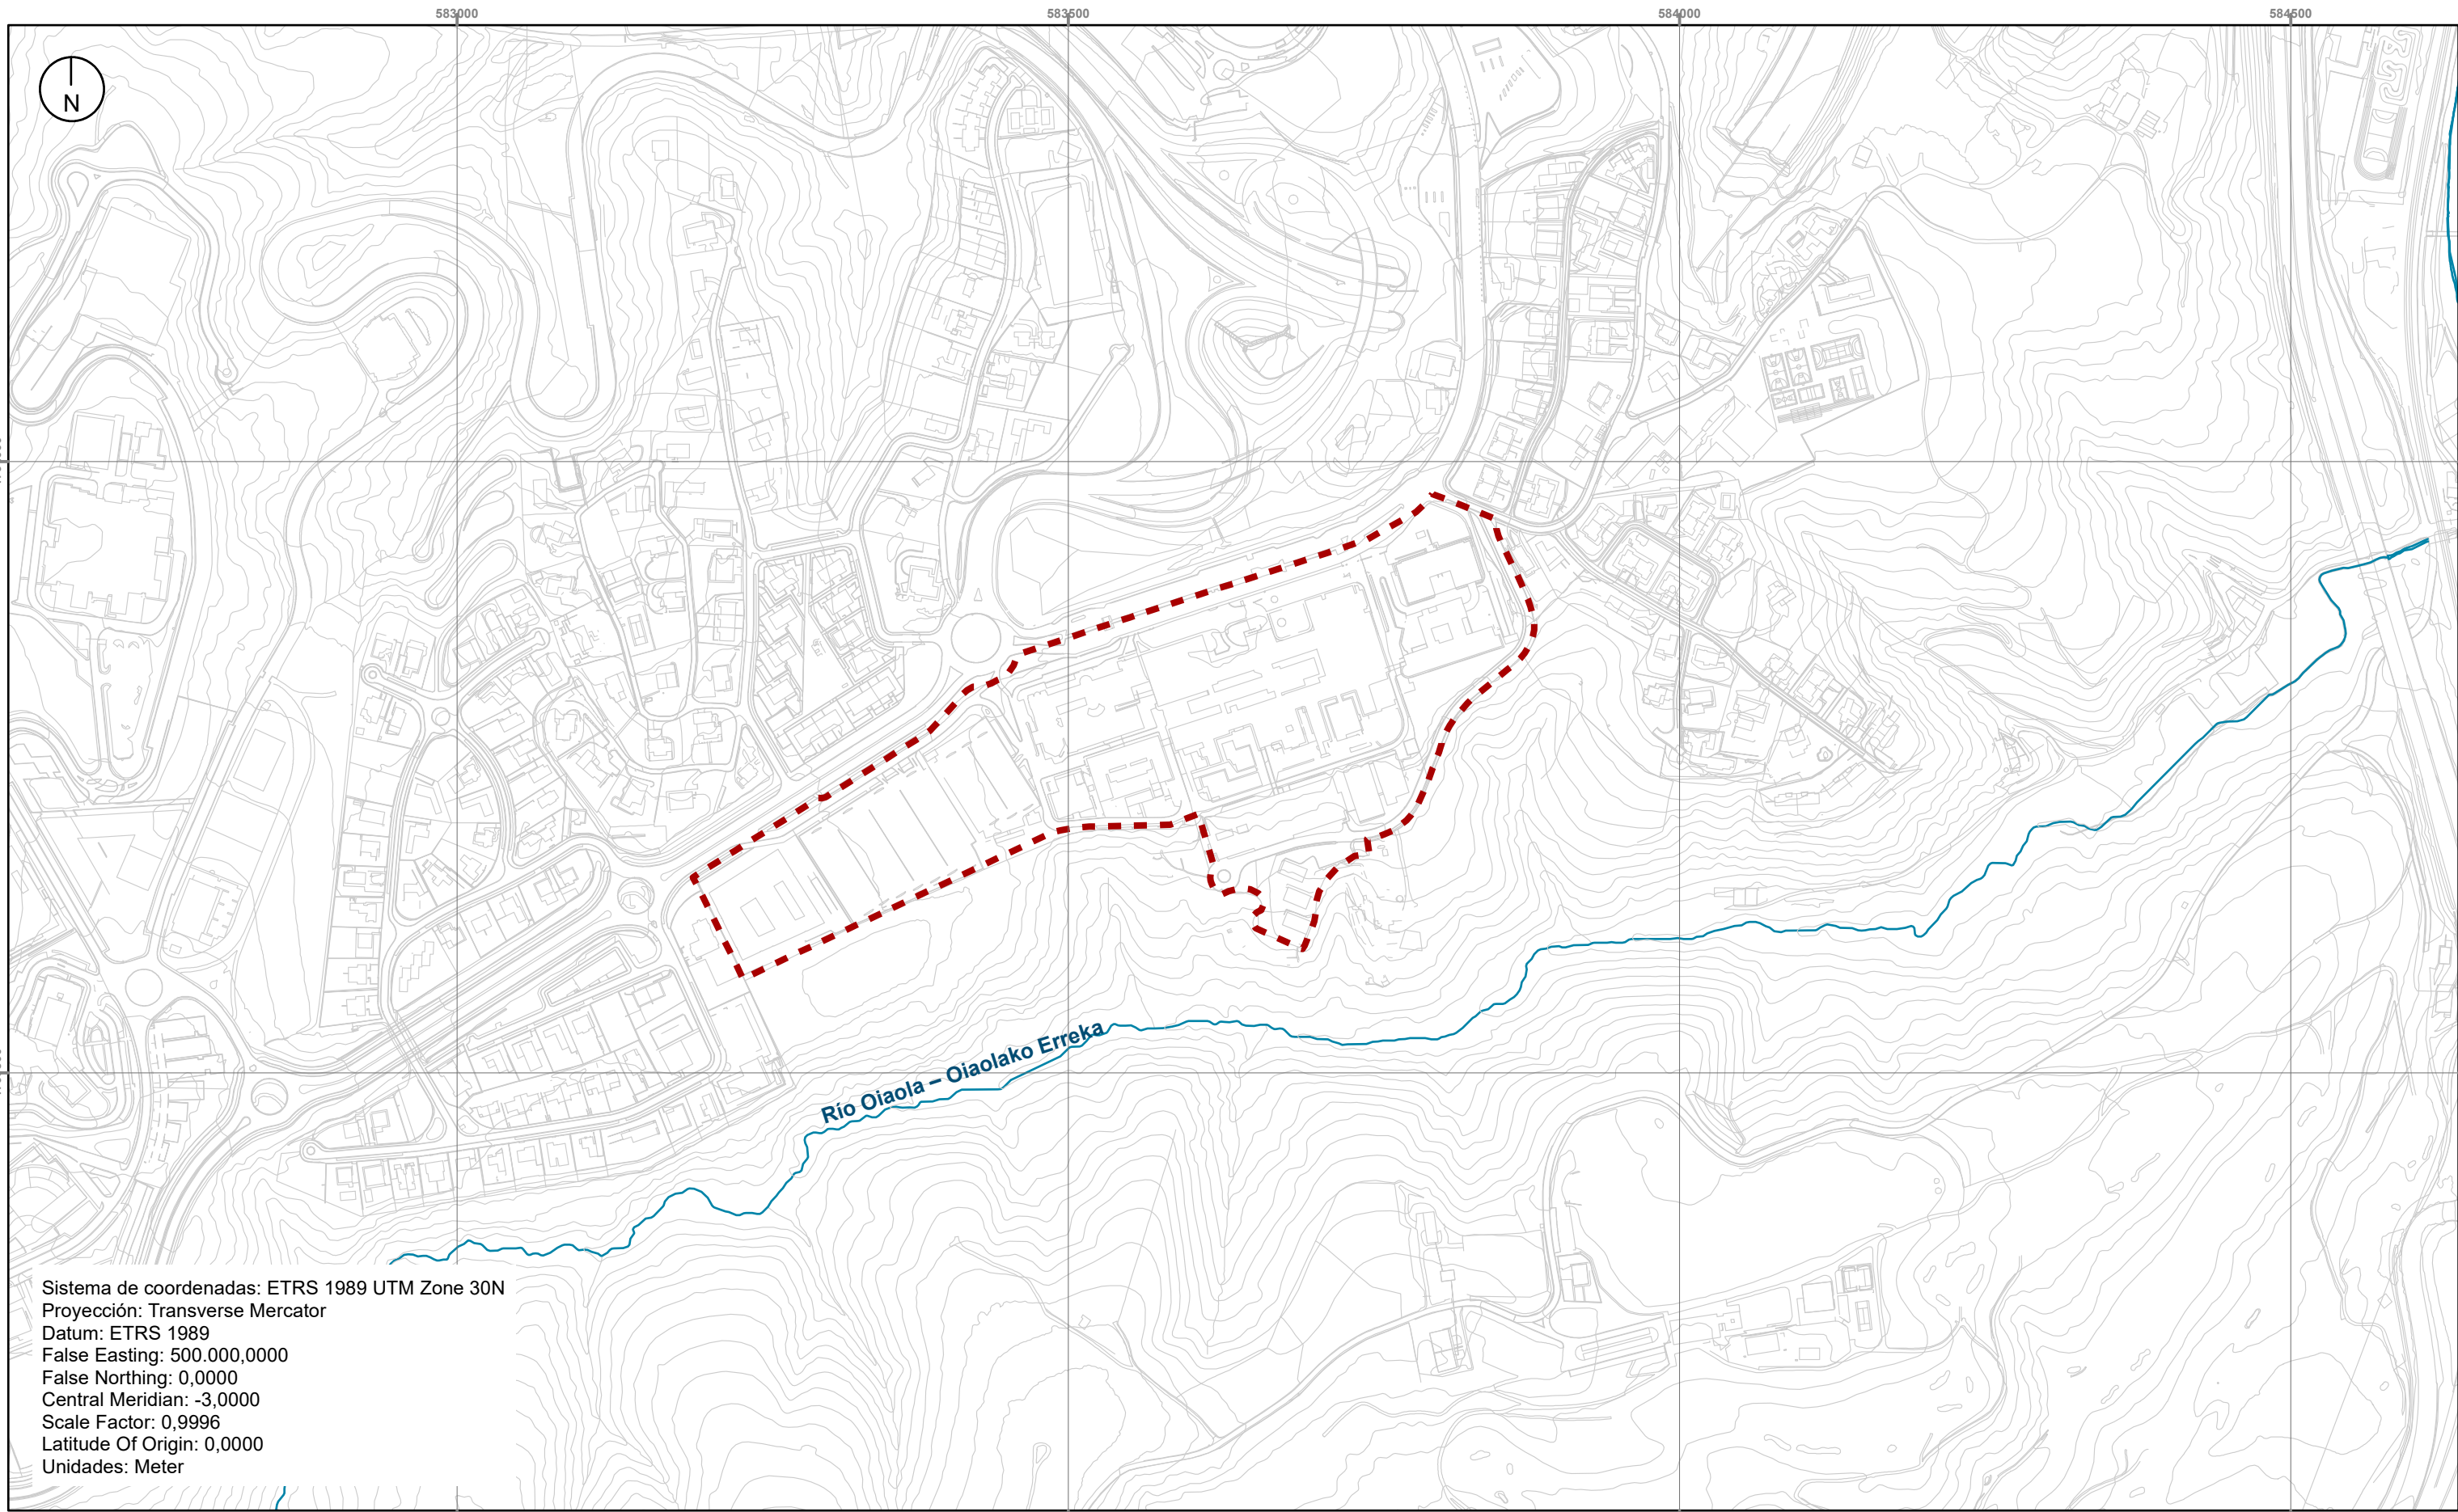 583000
583500
584000
584500
N
Río Oiaola – Oiaolako Erreka
Sistema de coordenadas: ETRS 1989 UTM Zone 30N
Proyección: Transverse Mercator
Datum: ETRS 1989
False Easting: 500.000,0000
False Northing: 0,0000
Central Meridian: -3,0000
Scale Factor: 0,9996
Latitude Of Origin: 0,0000
Unidades: Meter